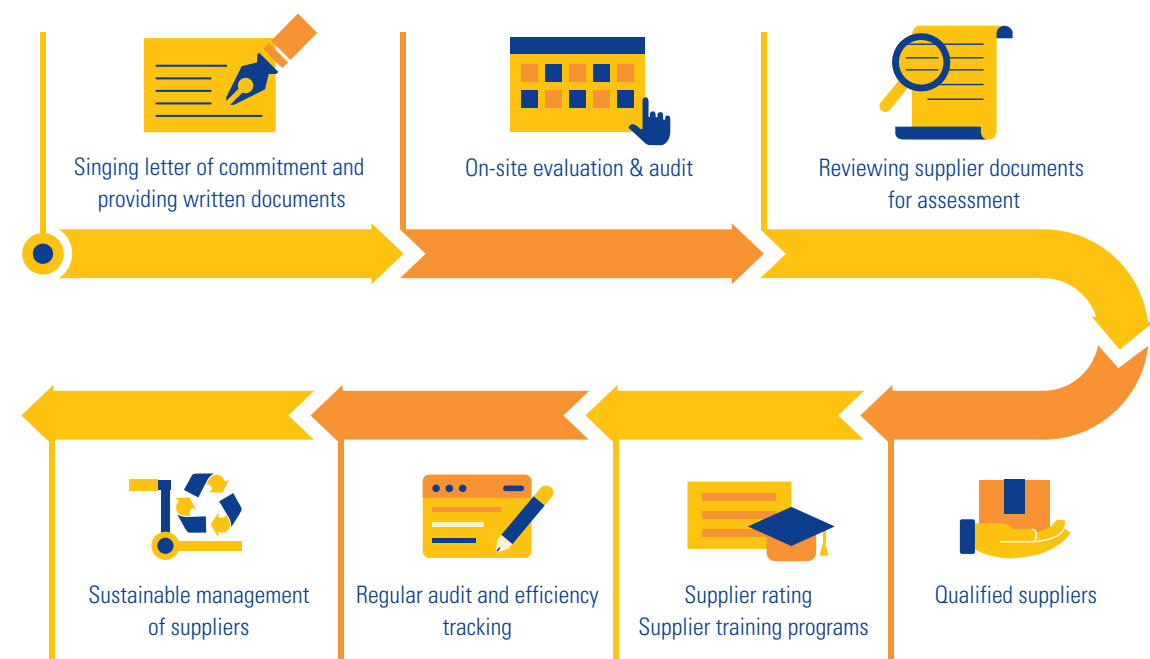 Singing letter of commitment and
providing written documents
On-site evaluation & audit
Reviewing supplier documents
for assessment
Qualified suppliers
Supplier rating
Supplier training programs
Regular audit and efficiency
tracking
Sustainable management
of suppliers